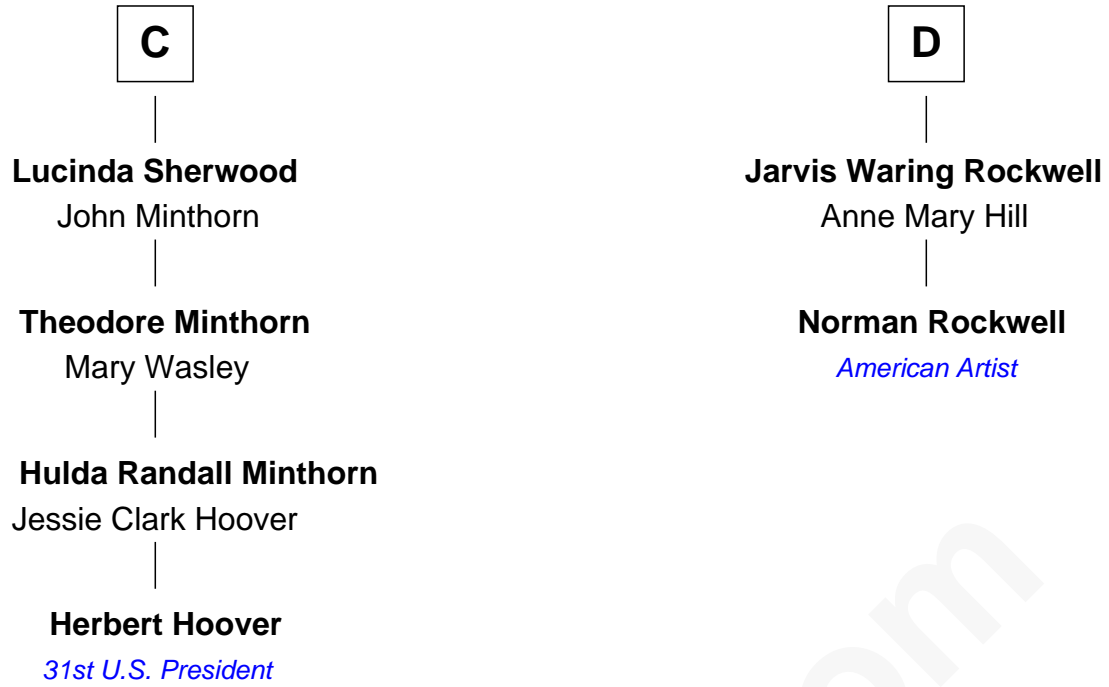 C
Lucinda Sherwood
John Minthorn
Theodore Minthorn
Mary Wasley
Hulda Randall Minthorn
Jessie Clark Hoover
Herbert Hoover
31st U.S. President
D
Jarvis Waring Rockwell
Anne Mary Hill
Norman Rockwell
American Artist
om